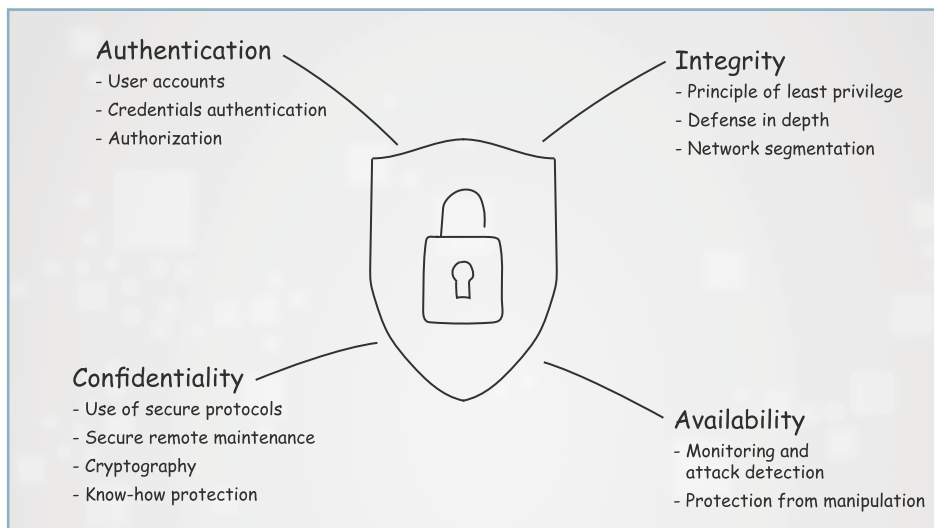 Authentication
- User accounts
- Credentials authentication
- Authorization
Integrity
- Principle of least privilege
- Defense in depth
- Network segmentation
Confidentiality
- Use of secure protocols
- Secure remote maintenance
- Cryptography
- Know-how protection
Availability
- Monitoring and
attack detection
- Protection from manipulation